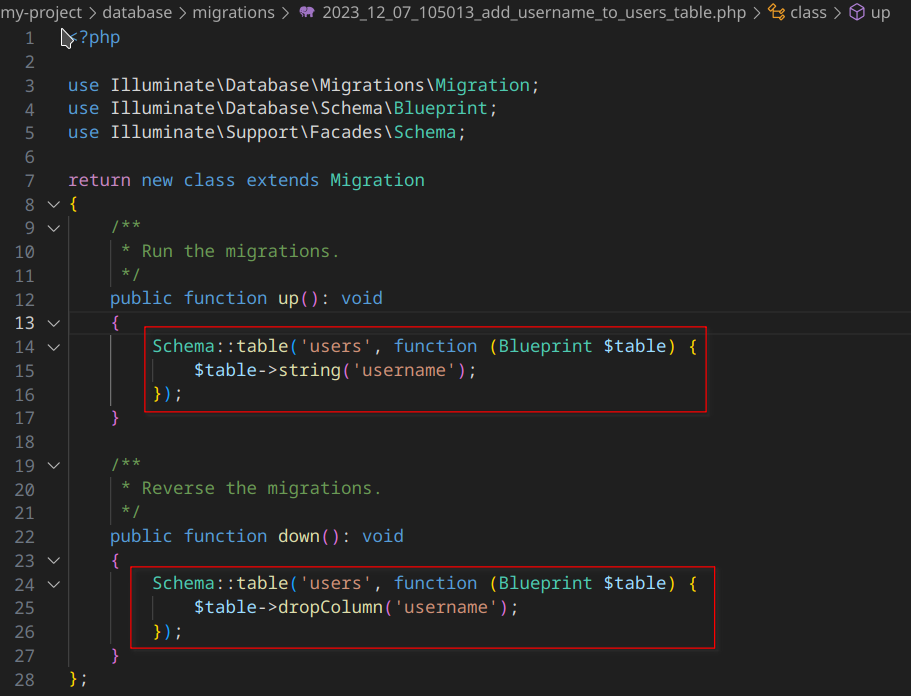 my-project > database > migrations > 2023_12_07_105013_add_username_to_users_table.php > class > up
1 <?php
2
3 use Illuminate\Database\Migrations\Migration;
4 use Illuminate\Database\Schema\Blueprint;
5 use Illuminate\Support\Facades\Schema;
6
7 return new class extends Migration
8 {
9     /**
10      * Run the migrations.
11      */
12     public function up(): void
13     {
14         Schema::table('users', function (Blueprint $table) {
15             $table->string('username');
16         });
17     }
18
19     /**
20      * Reverse the migrations.
21      */
22     public function down(): void
23     {
24         Schema::table('users', function (Blueprint $table) {
25             $table->dropColumn('username');
26         });
27     }
28 };